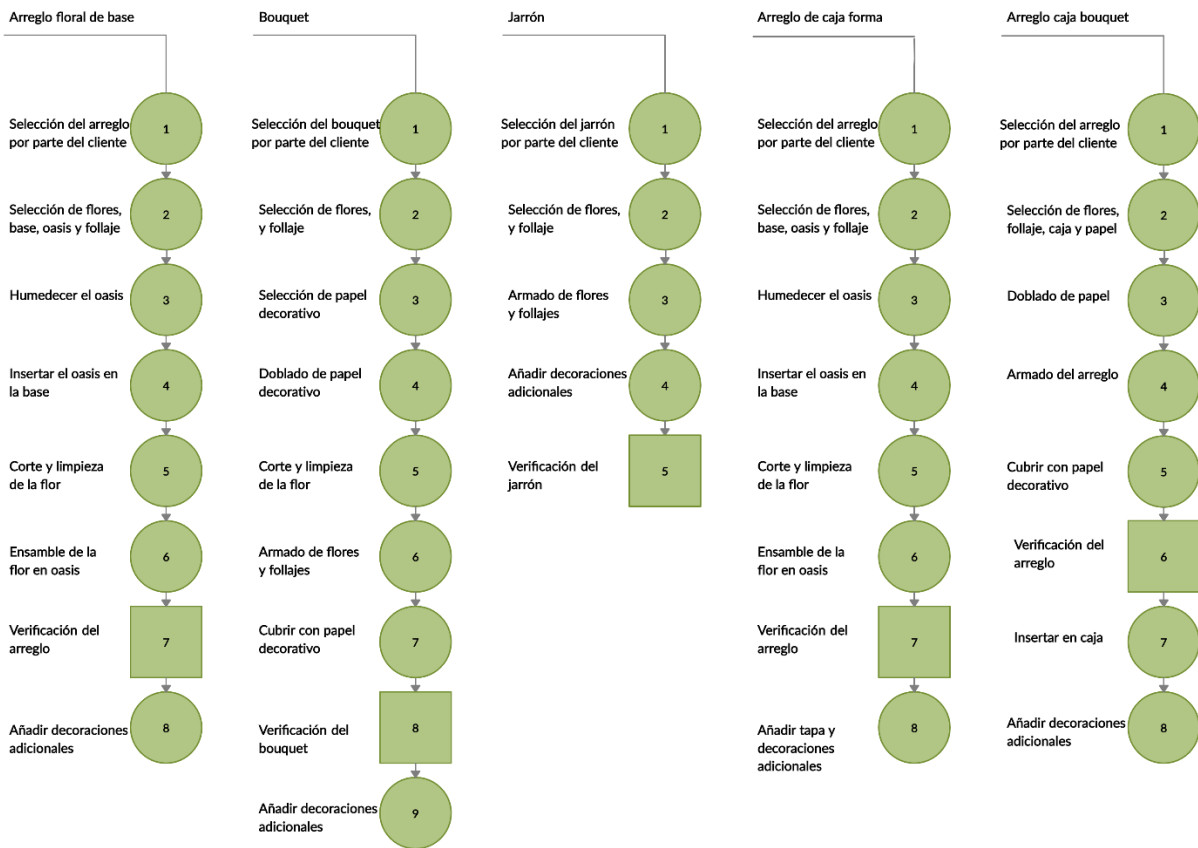 Arreglo floral de base
Selección del arreglo
por parte del cliente
1
Selección de flores,
base, oasis y follaje
2
Humedecer el oasis
3
Insertar el oasis en
la base
4
Corte y limpieza
de la flor
5
Ensamble de la
flor en oasis
6
Verificación del
arreglo
7
Añadir decoraciones
adicionales
8
Bouquet
Selección del bouquet
por parte del cliente
1
Selección de flores,
y follaje
2
Selección de papel
decorativo
3
Doblado de papel
decorativo
4
Corte y limpieza
de la flor
5
Armado de flores
y follajes
6
Cubrir con papel
decorativo
7
Verificación del
bouquet
8
Añadir decoraciones
adicionales
9
Jarrón
Selección del jarrón
por parte del cliente
1
Selección de flores,
y follaje
2
Armado de flores
y follajes
3
Añadir decoraciones
adicionales
4
Verificación del
jarrón
5
Arreglo de caja forma
Selección del arreglo
por parte del cliente
1
Selección de flores,
base, oasis y follaje
2
Humedecer el oasis
3
Insertar el oasis en
la base
4
Corte y limpieza
de la flor
5
Ensamble de la
flor en oasis
6
Verificación del
arreglo
7
Añadir tapa y
decoraciones
adicionales
8
Arreglo caja bouquet
Selección del arreglo
por parte del cliente
1
Selección de flores,
follaje, caja y papel
2
Doblado de papel
3
Armado del arreglo
4
Cubrir con papel
decorativo
5
Verificación del
arreglo
6
Insertar en caja
7
Añadir decoraciones
adicionales
8